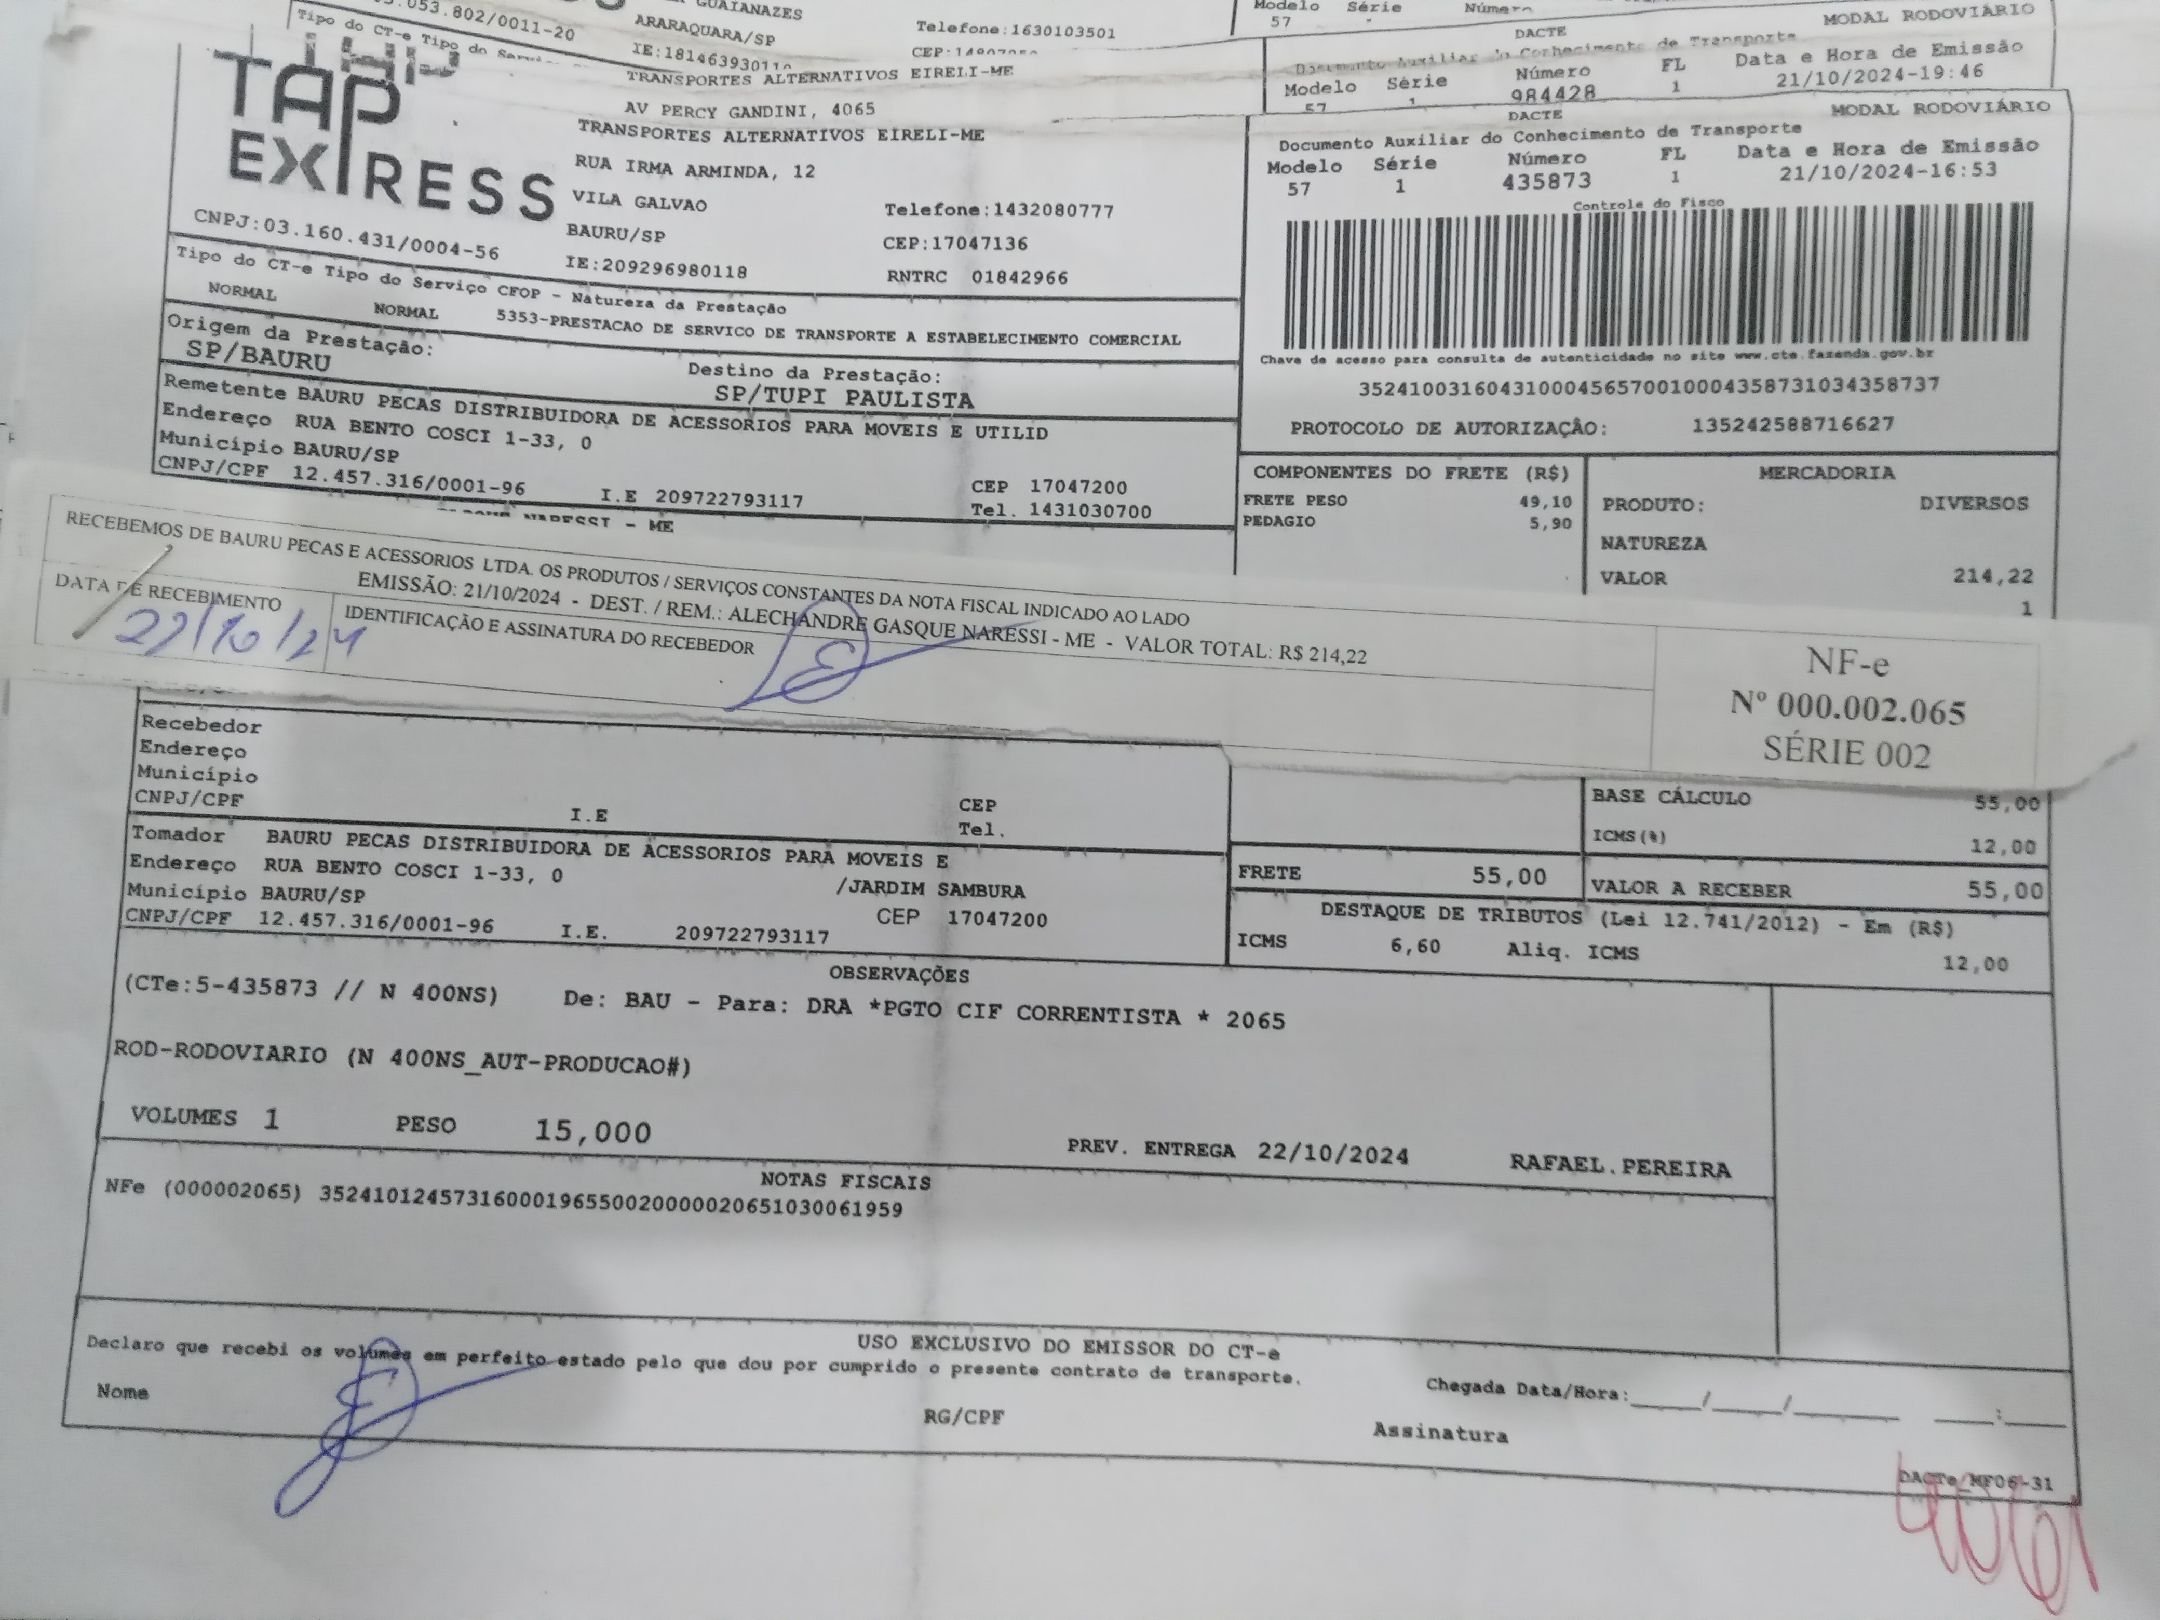 .053.802/0011-20
GUAIANAZES
ARARAQUARA/SP
Telefone:1630103501
IE:181463930110
Modelo Série
57
Tipo do CT-e Tipo do
TRANSPORTES ALTERNATIVOS EIRELI-ME
AV PERCY GANDINI, 4065
DACTE
MODAL RODOVIÁRIO
Documento Auxiliar do Conhecimento de Transporte
Modelo Série Número FL Data e Hora de Emissão
57 1 984428 1 21/10/2024-19:46
TAP
EXPRESS
CNPJ:03.160.431/0004-56
TRANSPORTES ALTERNATIVOS EIRELI-ME
RUA IRMA ARMINDA, 12
VILA GALVAO
Telefone:1432080777
BAURU/SP
CEP:17047136
IE:209296980118
RNTRC 01842966
DACTE
MODAL RODOVIÁRIO
Documento Auxiliar do Conhecimento de Transporte
Modelo Série Número FL Data e Hora de Emissão
57 1 435873 1 21/10/2024-16:53
Controle do Fisco
Chave de acesso para consulta de autenticidade no site www.cte.fazenda.gov.br
35241003160431000456570010004358731034358737
PROTOCOLO DE AUTORIZAÇÃO: 135242588716627
Tipo do CT-e Tipo do Serviço CFOP - Natureza da Prestação
NORMAL NORMAL 5353-PRESTACAO DE SERVICO DE TRANSPORTE A ESTABELECIMENTO COMERCIAL
Origem da Prestação:
SP/BAURU
Destino da Prestação:
SP/TUPI PAULISTA
Remetente BAURU PECAS DISTRIBUIDORA DE ACESSORIOS PARA MOVEIS E UTILID
Endereço RUA BENTO COSCI 1-33, 0
Município BAURU/SP
CEP 17047200
CNPJ/CPF 12.457.316/0001-96 I.E 209722793117 Tel. 1431030700
NARESSI - ME
COMPONENTES DO FRETE (R$)
FRETE PESO 49,10
PEDAGIO 5,90
MERCADORIA
PRODUTO: DIVERSOS
NATUREZA
VALOR 214,22
1
RECEBEMOS DE BAURU PECAS E ACESSORIOS LTDA. OS PRODUTOS / SERVIÇOS CONSTANTES DA NOTA FISCAL INDICADO AO LADO
EMISSÃO: 21/10/2024 - DEST. / REM.: ALECHANDRE GASQUE NARESSI - ME - VALOR TOTAL: R$ 214,22
DATA DE RECEBIMENTO
22/10/24
IDENTIFICAÇÃO E ASSINATURA DO RECEBEDOR
NF-e
Nº 000.002.065
SÉRIE 002
Recebedor
Endereço
Município
CNPJ/CPF I.E CEP
Tel.
BASE CÁLCULO 55,00
ICMS(%) 12,00
Tomador BAURU PECAS DISTRIBUIDORA DE ACESSORIOS PARA MOVEIS E
Endereço RUA BENTO COSCI 1-33, 0 /JARDIM SAMBURA
Município BAURU/SP CEP 17047200
CNPJ/CPF 12.457.316/0001-96 I.E. 209722793117
FRETE 55,00
VALOR A RECEBER 55,00
DESTAQUE DE TRIBUTOS (Lei 12.741/2012) - Em (R$)
ICMS 6,60 Aliq. ICMS 12,00
OBSERVAÇÕES
(CTe:5-435873 // N 400NS) De: BAU - Para: DRA *PGTO CIF CORRENTISTA * 2065
ROD-RODOVIARIO (N 400NS_AUT-PRODUCAO#)
VOLUMES 1 PESO 15,000 PREV. ENTREGA 22/10/2024 RAFAEL.PEREIRA
NOTAS FISCAIS
NFe (000002065) 35241012457316000196550020000020651030061959
USO EXCLUSIVO DO EMISSOR DO CT-e
Declaro que recebi os volumes em perfeito estado pelo que dou por cumprido o presente contrato de transporte.
Chegada Data/Hora:____/____/______ ____:____
Nome RG/CPF Assinatura
DACTe_MF06-31